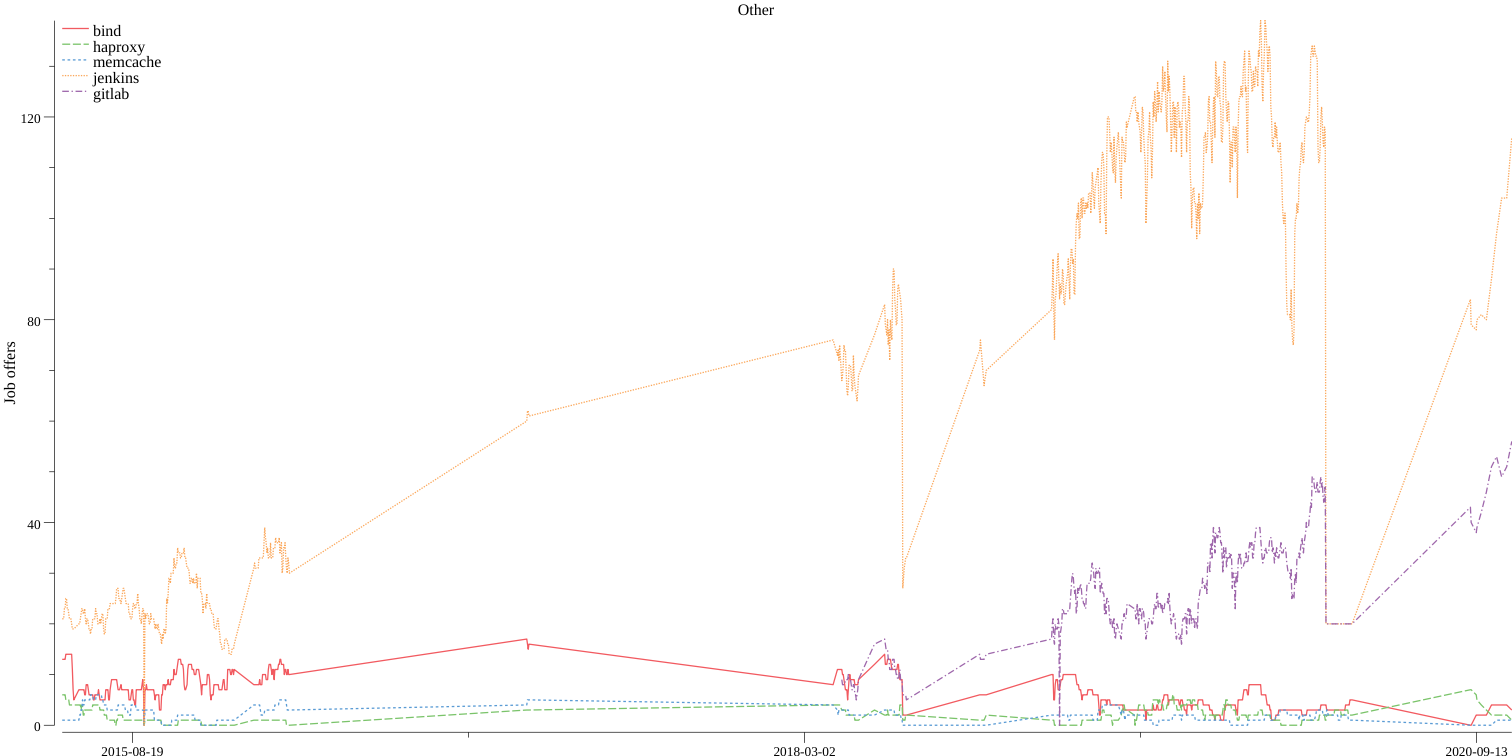 Other
bind
haproxy
memcache
jenkins
gitlab
120
80
40
0
Job offers
2015-08-19
2018-03-02
2020-09-13